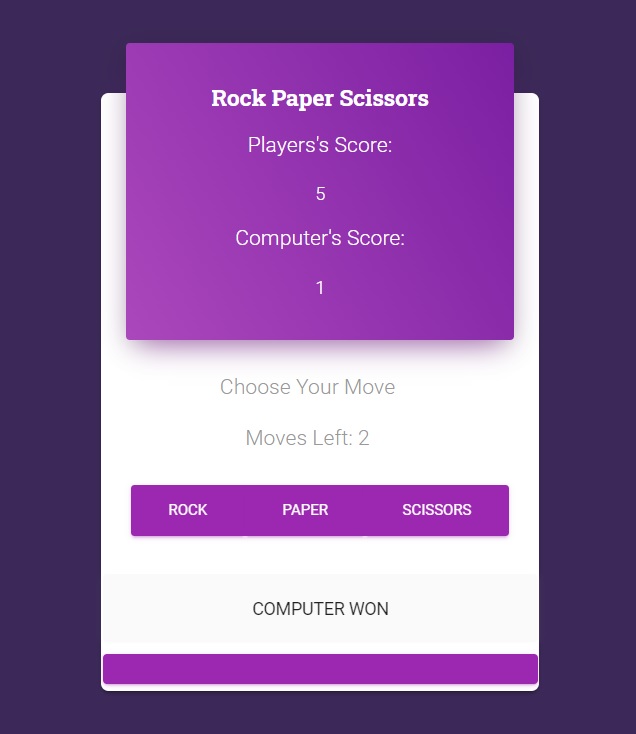 Rock Paper Scissors
Players's Score:
5
Computer's Score:
1
Choose Your Move
Moves Left: 2
ROCK PAPER SCISSORS
COMPUTER WON